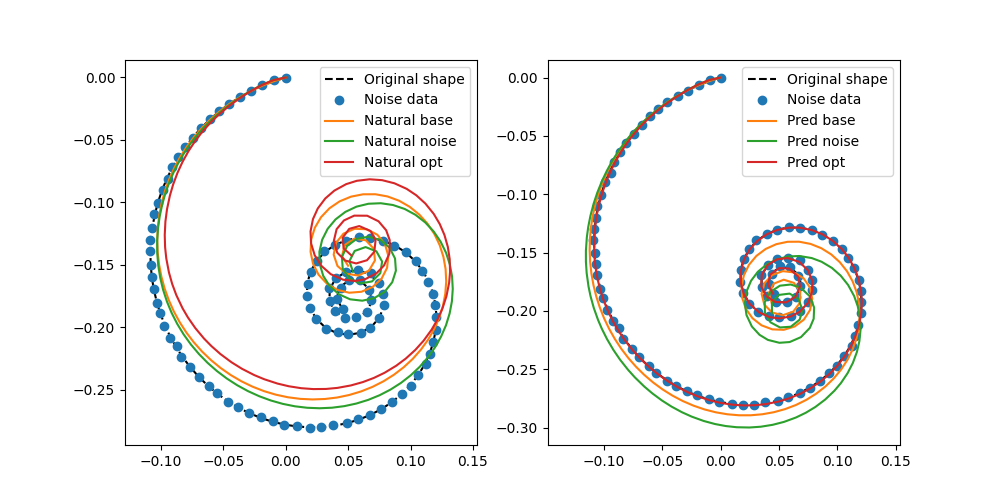 0.00
−0.05
−0.10
−0.15
−0.20
−0.25
−0.10
−0.05
0.00
0.05
0.10
0.15
Original shape
Noise data
Natural base
Natural noise
Natural opt
0.00
−0.05
−0.10
−0.15
−0.20
−0.25
−0.30
−0.10
−0.05
0.00
0.05
0.10
0.15
Original shape
Noise data
Pred base
Pred noise
Pred opt